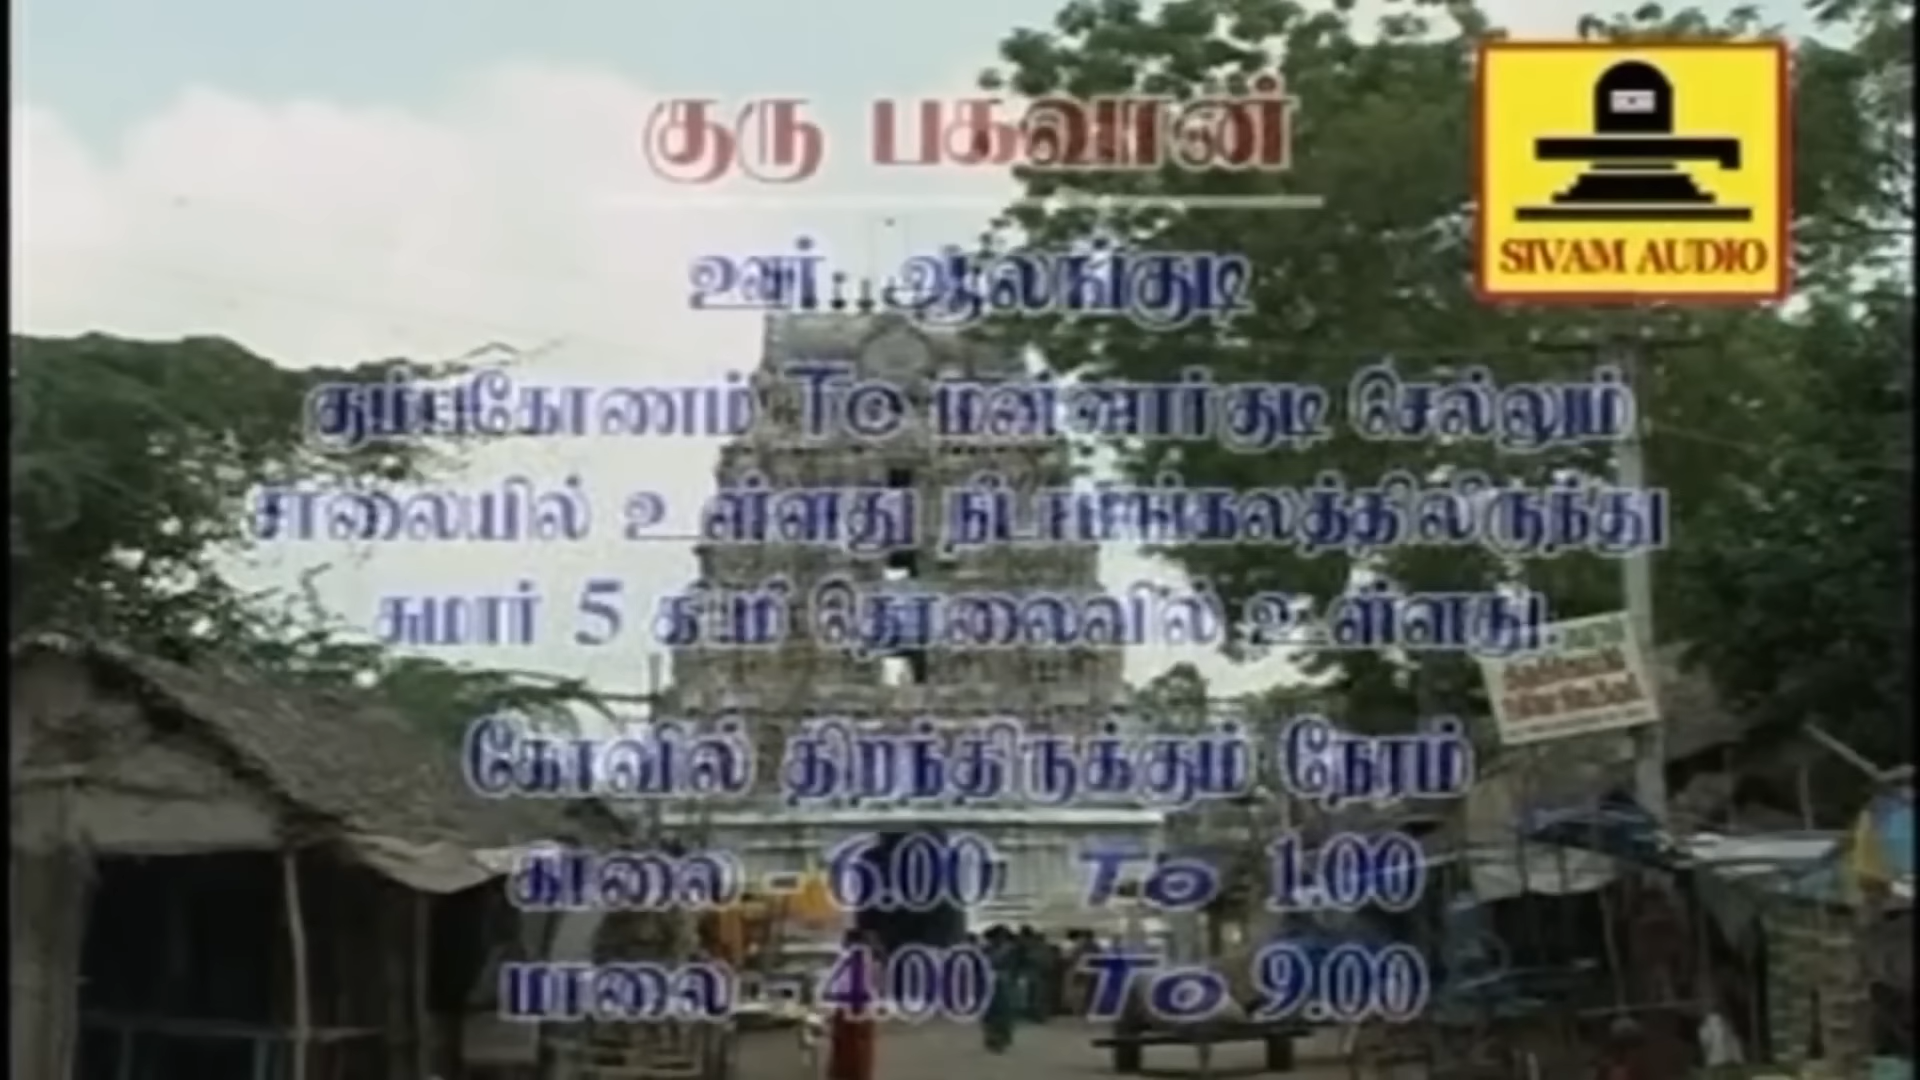 குரு பகவான்
SIVAM AUDIO
ஊர்: ஆலங்குடி
கும்பகோணம் To மன்னார்குடி செல்லும்
சாலையில் உள்ளது நீடாமங்கலத்திலிருந்து
சுமார் 5 கி.மி தொலைவில் உள்ளது.
கோவில் திறந்திருக்கும் நேரம்
காலை - 6.00 To 1.00
மாலை - 4.00 To 9.00